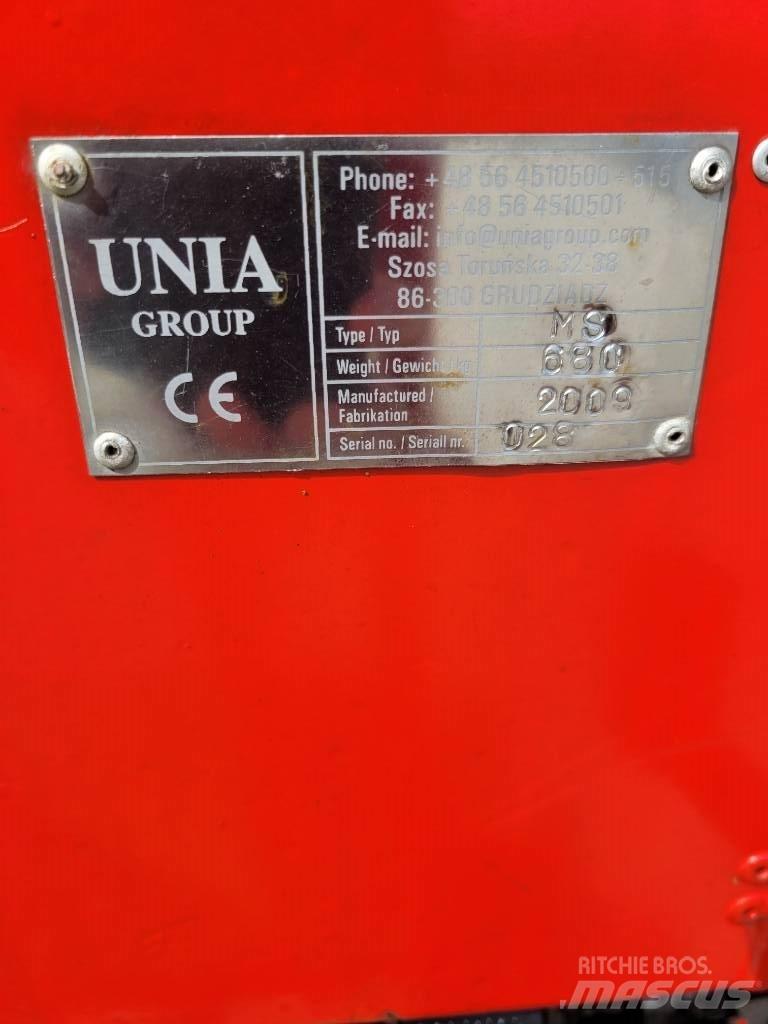 UNIA
GROUP
CE
Phone: +48 56 4510500 - 515
Fax: +48 56 4510501
E-mail: info@uniagroup.com
Szosa Toruńska 32-38
86-300 GRUDZIĄDZ
Type / Typ MS
Weight / Gewicht / kg 680
Manufactured /
Fabrikation 2009
Serial no. / Seriall nr. 028
RITCHIE BROS.
MASCUS